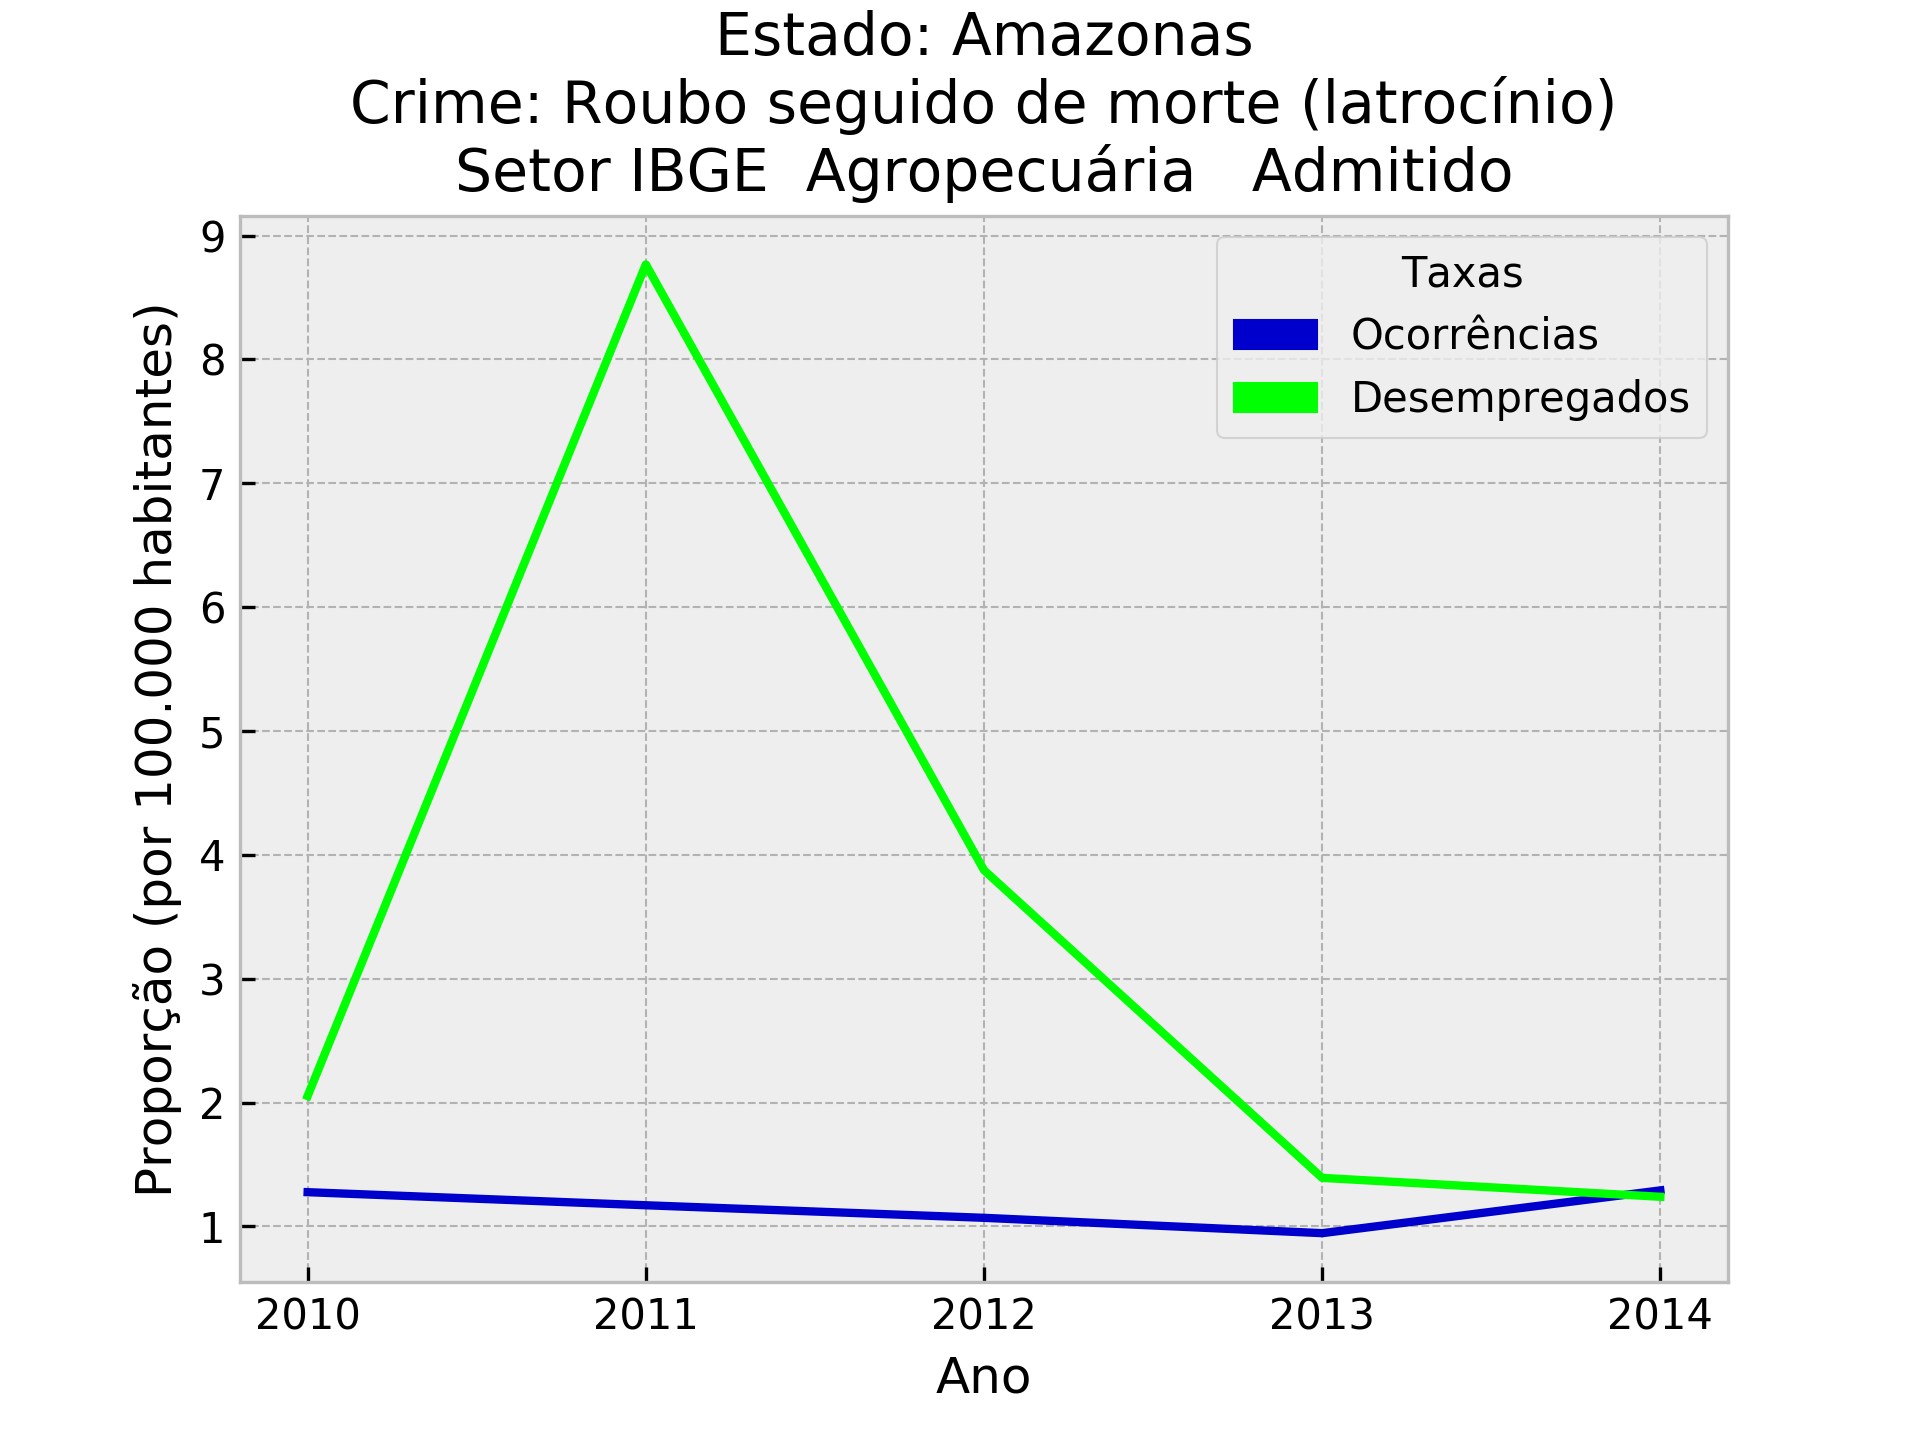 Estado: Amazonas
Crime: Roubo seguido de morte (latrocínio)
Setor IBGE  Agropecuária   Admitido
Proporção (por 100.000 habitantes)
9
8
7
6
5
4
3
2
1
Taxas
Ocorrências
Desempregados
2010 2011 2012 2013 2014
Ano